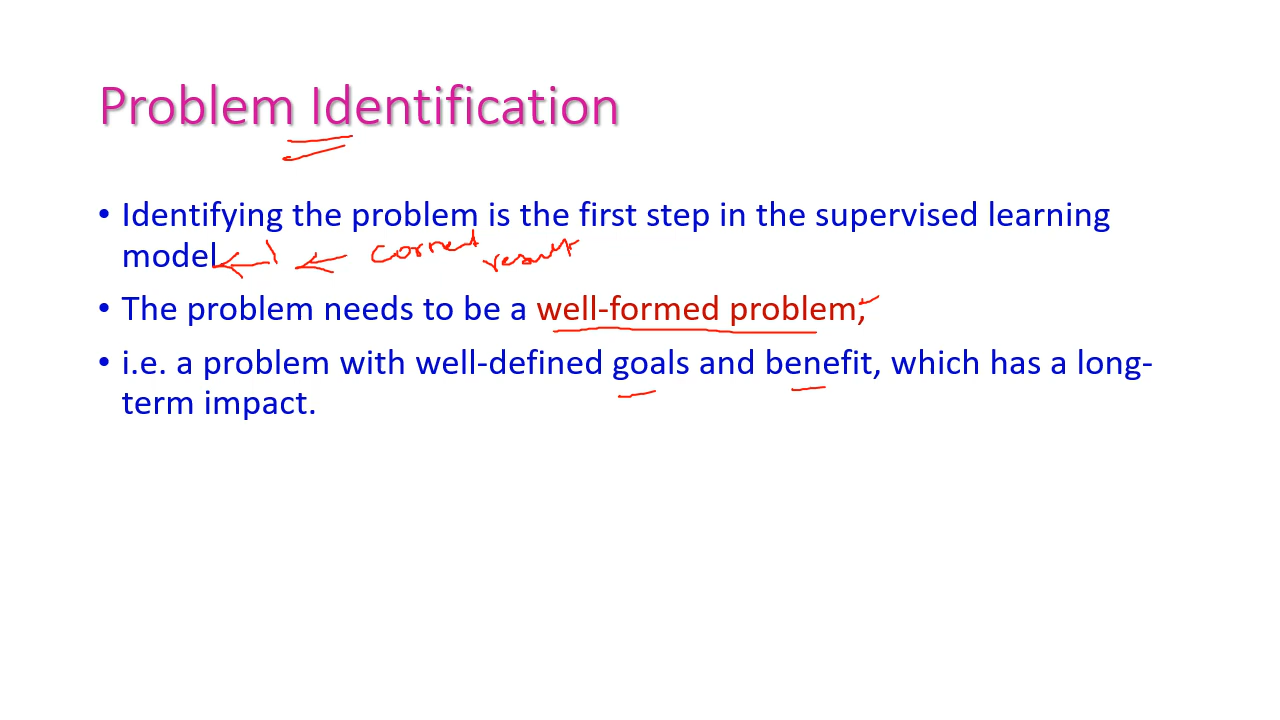 Problem Identification
• Identifying the problem is the first step in the supervised learning
model
correct result
• The problem needs to be a well-formed problem,
• i.e. a problem with well-defined goals and benefit, which has a long-
term impact.